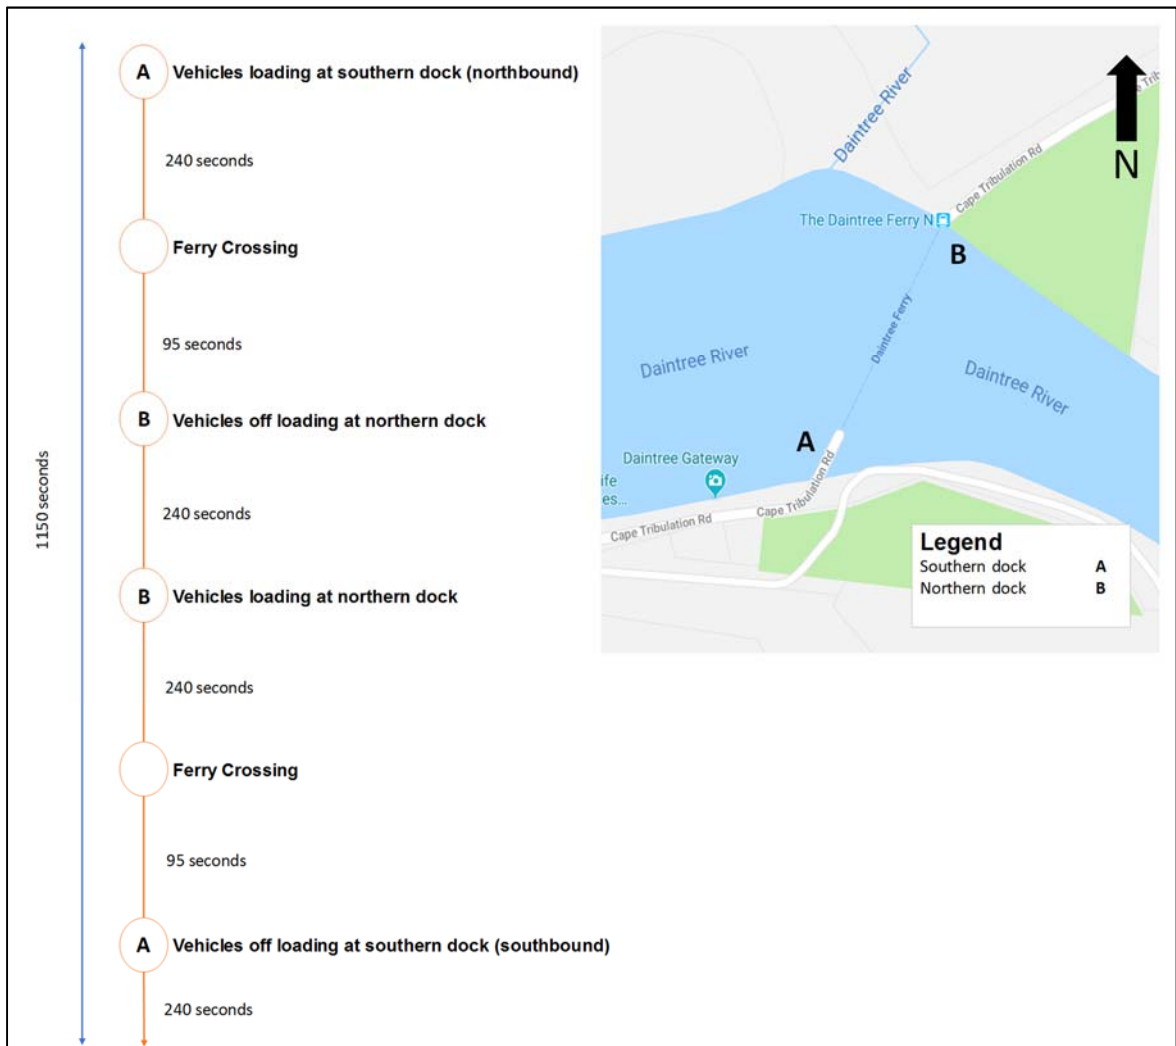 A Vehicles loading at southern dock (northbound)
240 seconds
Ferry Crossing
95 seconds
B Vehicles off loading at northern dock
240 seconds
1150 seconds
B Vehicles loading at northern dock
240 seconds
Ferry Crossing
95 seconds
A Vehicles off loading at southern dock (southbound)
240 seconds
Daintree River
Cape Tribulation Rd
N
Cape Tribulation Rd
The Daintree Ferry N
B
Daintree Ferry
Daintree River
Daintree River
A
Daintree Gateway
ife
es...
Cape Tribulation Rd
Cape Tribulation Rd
Legend
Southern dock A
Northern dock B